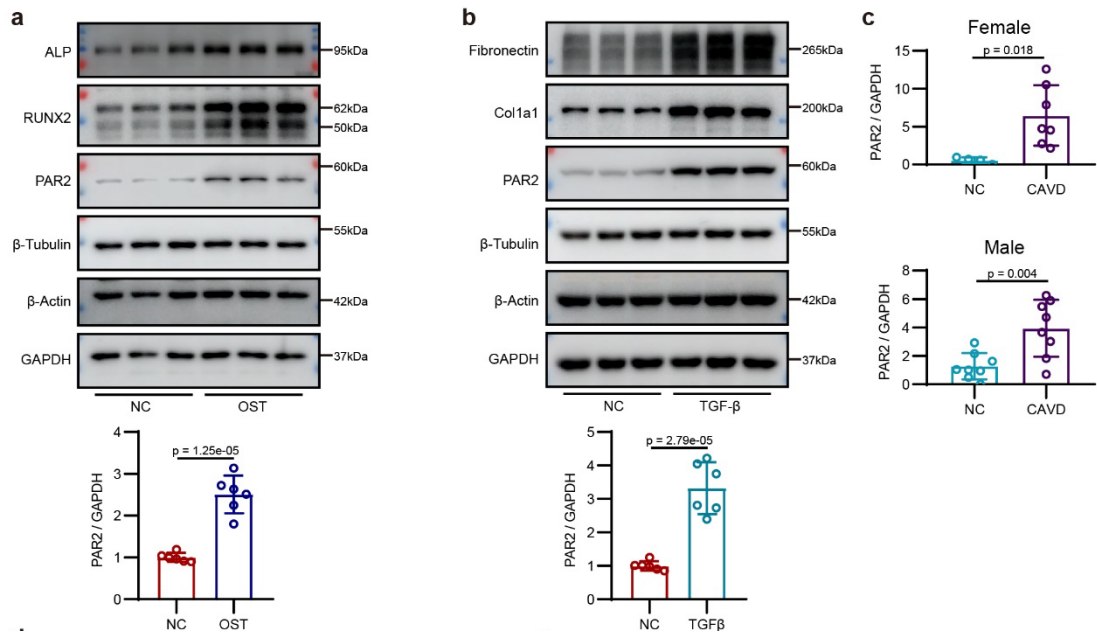 a
ALP
95kDa
RUNX2
62kDa
50kDa
PAR2
60kDa
β-Tubulin
55kDa
β-Actin
42kDa
GAPDH
37kDa
NC
OST
PAR2 / GAPDH
4
3
2
1
0
p = 1.25e-05
NC
OST
b
Fibronectin
265kDa
Col1a1
200kDa
PAR2
60kDa
β-Tubulin
55kDa
β-Actin
42kDa
GAPDH
37kDa
NC
TGF-β
PAR2 / GAPDH
5
4
3
2
1
0
p = 2.79e-05
NC
TGFβ
c
Female
p = 0.018
PAR2 / GAPDH
15
10
5
0
NC
CAVD
Male
p = 0.004
PAR2 / GAPDH
8
6
4
2
0
NC
CAVD